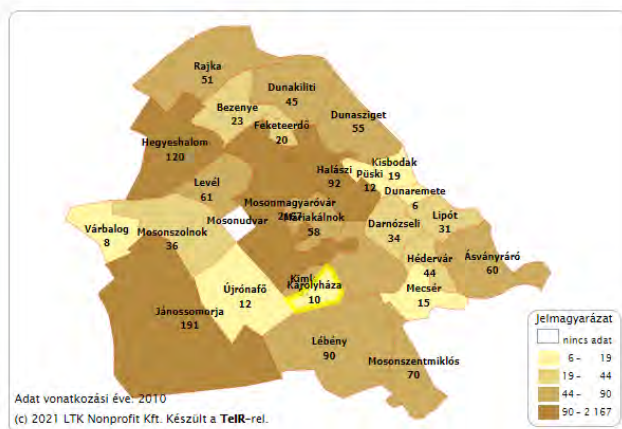 Rajka
51
Dunakiliti
45
Bezenye
23
Feketeerdő
20
Dunasziget
55
Hegyeshalom
120
Halászi
92
Kisbodak
19
Püski
12
Levél
61
Dunaremete
6
Mosonmagyaróvár
Máriakálnok
58
Mosonudvar
Lipót
31
Darnózseli
34
Várbalog
8
Mosonszolnok
36
Hédervár
44
Ásványráró
60
Károlyháza
10
Mecsér
15
Újrónafő
12
Jánossomorja
191
Lébény
90
Mosonszentmiklós
70
Jelmagyarázat
nincs adat
6 - 19
19 - 44
44 - 90
90 - 2 167
Adat vonatkozási éve: 2010
(c) 2021 LTK Nonprofit Kft. Készült a TeIR-rel.